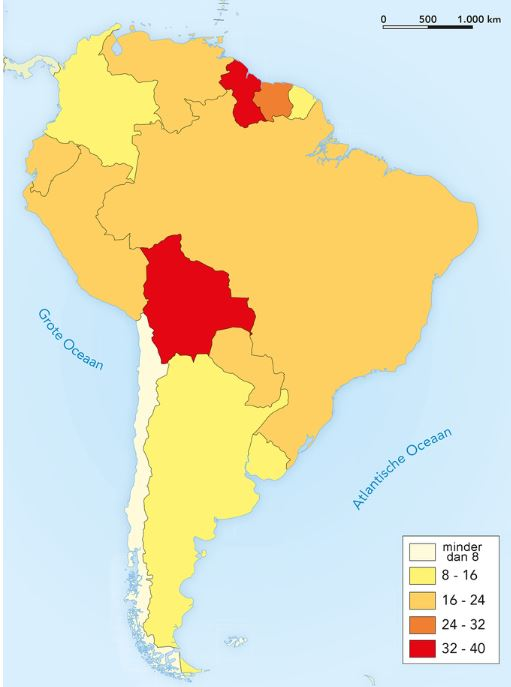 0 500 1.000 km
Grote Oceaan
Atlantische Oceaan
minder
dan 8
8 - 16
16 - 24
24 - 32
32 - 40